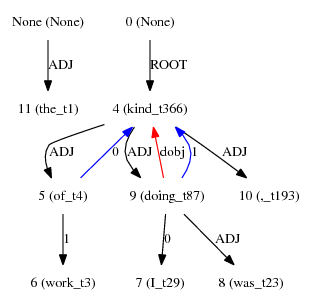 None (None) 0 (None)
ADJ ROOT
11 (the_t1) 4 (kind_t366)
ADJ 0 ADJ dobj 1 ADJ
5 (of_t4) 9 (doing_t87) 10 (,_t193)
1 0 ADJ
6 (work_t3) 7 (I_t29) 8 (was_t23)